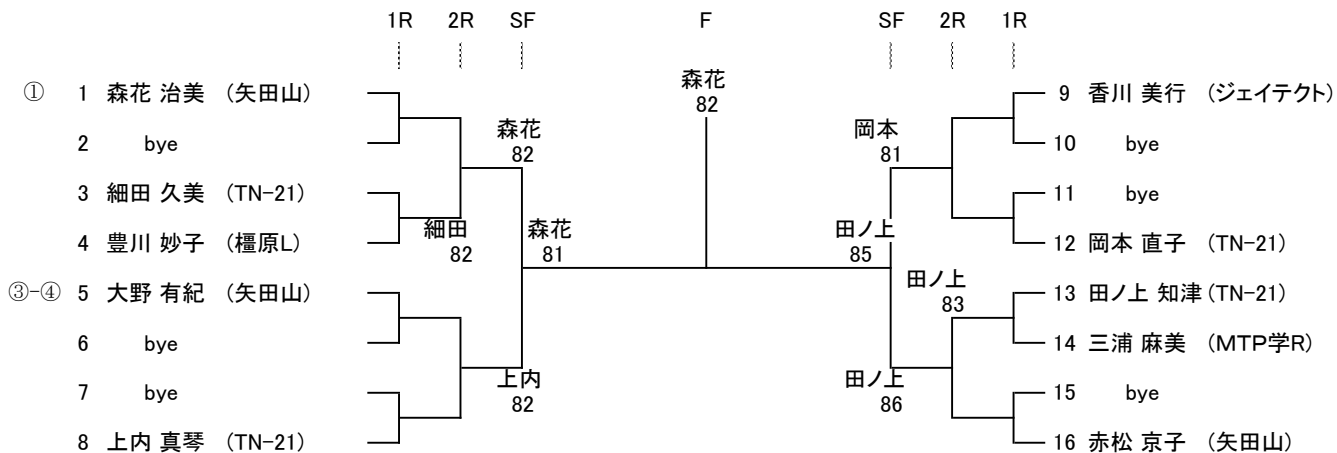 1R 2R SF F SF 2R 1R
① 1 森花 治美 (矢田山)
2 bye
3 細田 久美 (TN-21)
4 豊川 妙子 (橿原L)
③-④ 5 大野 有紀 (矢田山)
6 bye
7 bye
8 上内 真琴 (TN-21)
森花
82
細田
82
森花
81
上内
82
森花
82
岡本
81
田ノ上
85
田ノ上
83
田ノ上
86
9 香川 美行 (ジェイテクト)
10 bye
11 bye
12 岡本 直子 (TN-21)
13 田ノ上 知津 (TN-21)
14 三浦 麻美 (MTP学R)
15 bye
16 赤松 京子 (矢田山)